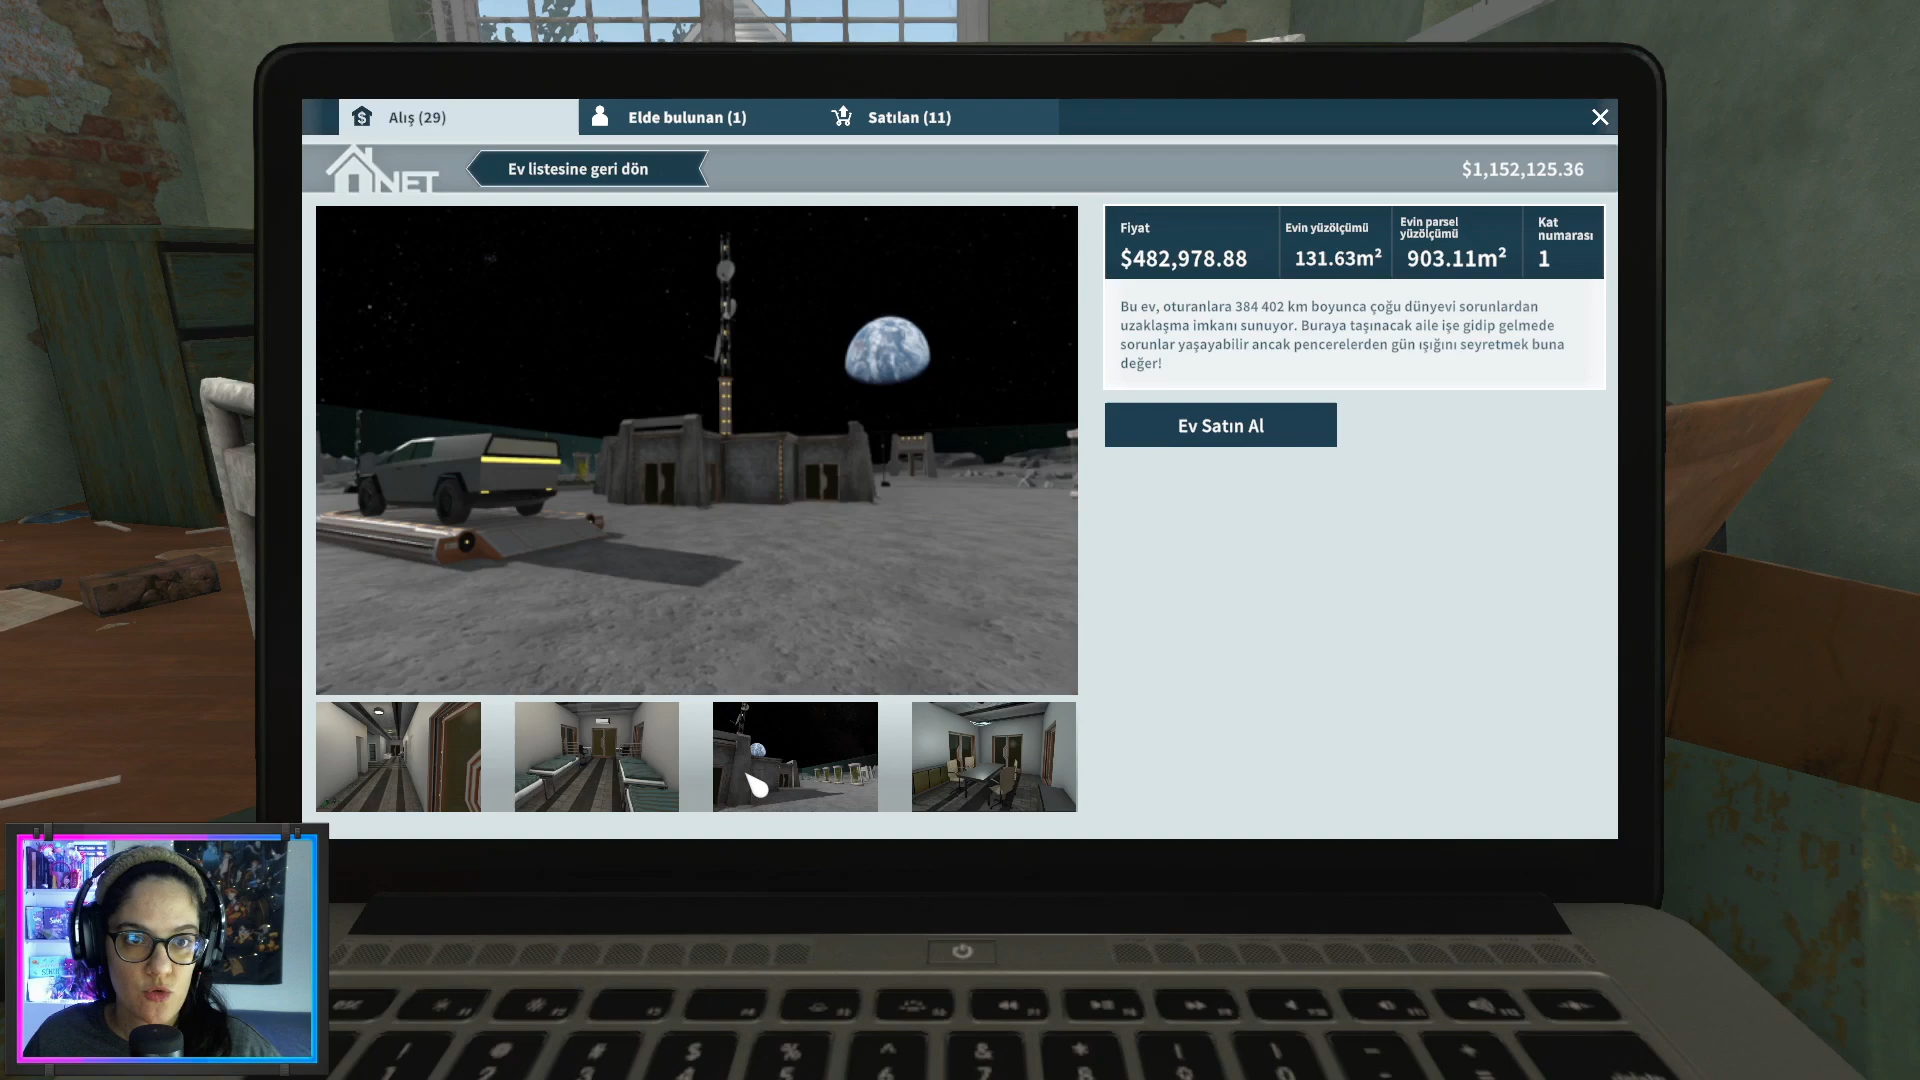 Alış (29)
Elde bulunan (1)
Satılan (11)
NET
Ev listesine geri dön
$1,152,125.36
Fiyat
$482,978.88
Evin yüzölçümü
131.63m²
Evin parsel
yüzölçümü
903.11m²
Kat
numarası
1
Bu ev, oturanlara 384 402 km boyunca çoğu dünyevi sorunlardan
uzaklaşma imkanı sunuyor. Buraya taşınacak aile işe gidip gelmede
sorunlar yaşayabilir ancak pencerelerden gün ışığını seyretmek buna
değer!
Ev Satın Al